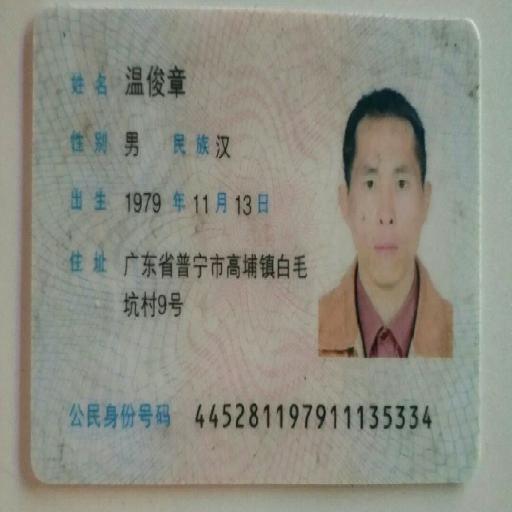 姓名 温俊章
性别 男 民族 汉
出生 1979 年 11 月 13 日
住址 广东省普宁市高埔镇白毛
坑村9号
公民身份号码 445281197911135334